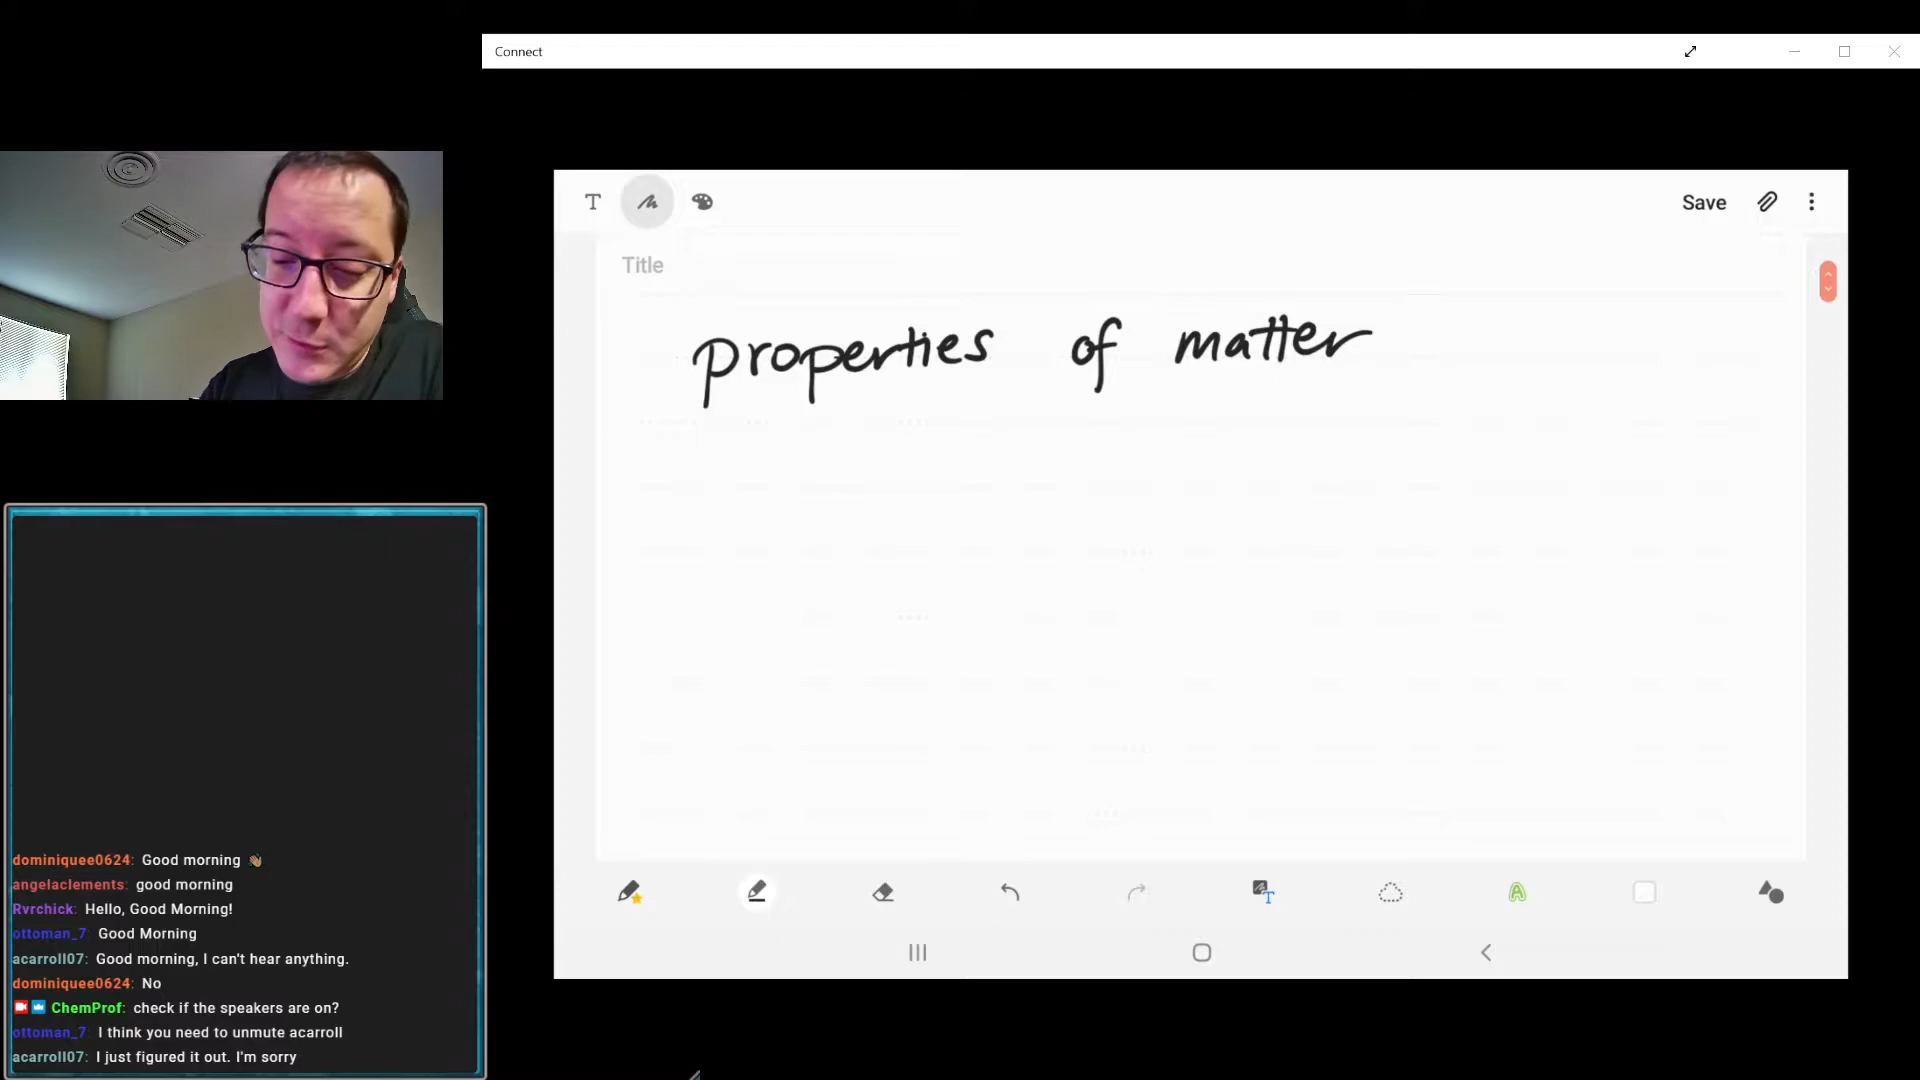 Connect
Save
Title
properties of matter
dominiquee0624: Good morning 👋🏽
angelaclements: good morning
Rvrchick: Hello, Good Morning!
ottoman_7: Good Morning
acarroll07: Good morning, I can't hear anything.
dominiquee0624: No
ChemProf: check if the speakers are on?
ottoman_7: I think you need to unmute acarroll
acarroll07: I just figured it out. I'm sorry